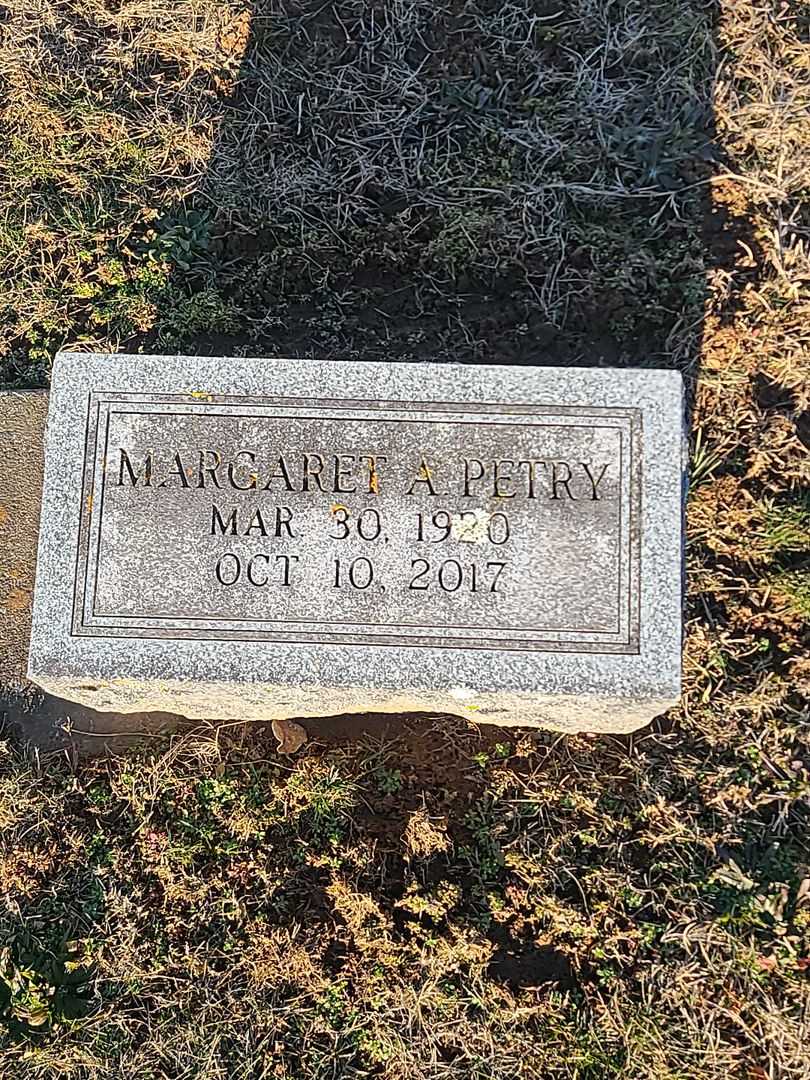 MARGARET A. PETRY
MAR. 30, 1920
OCT 10, 2017